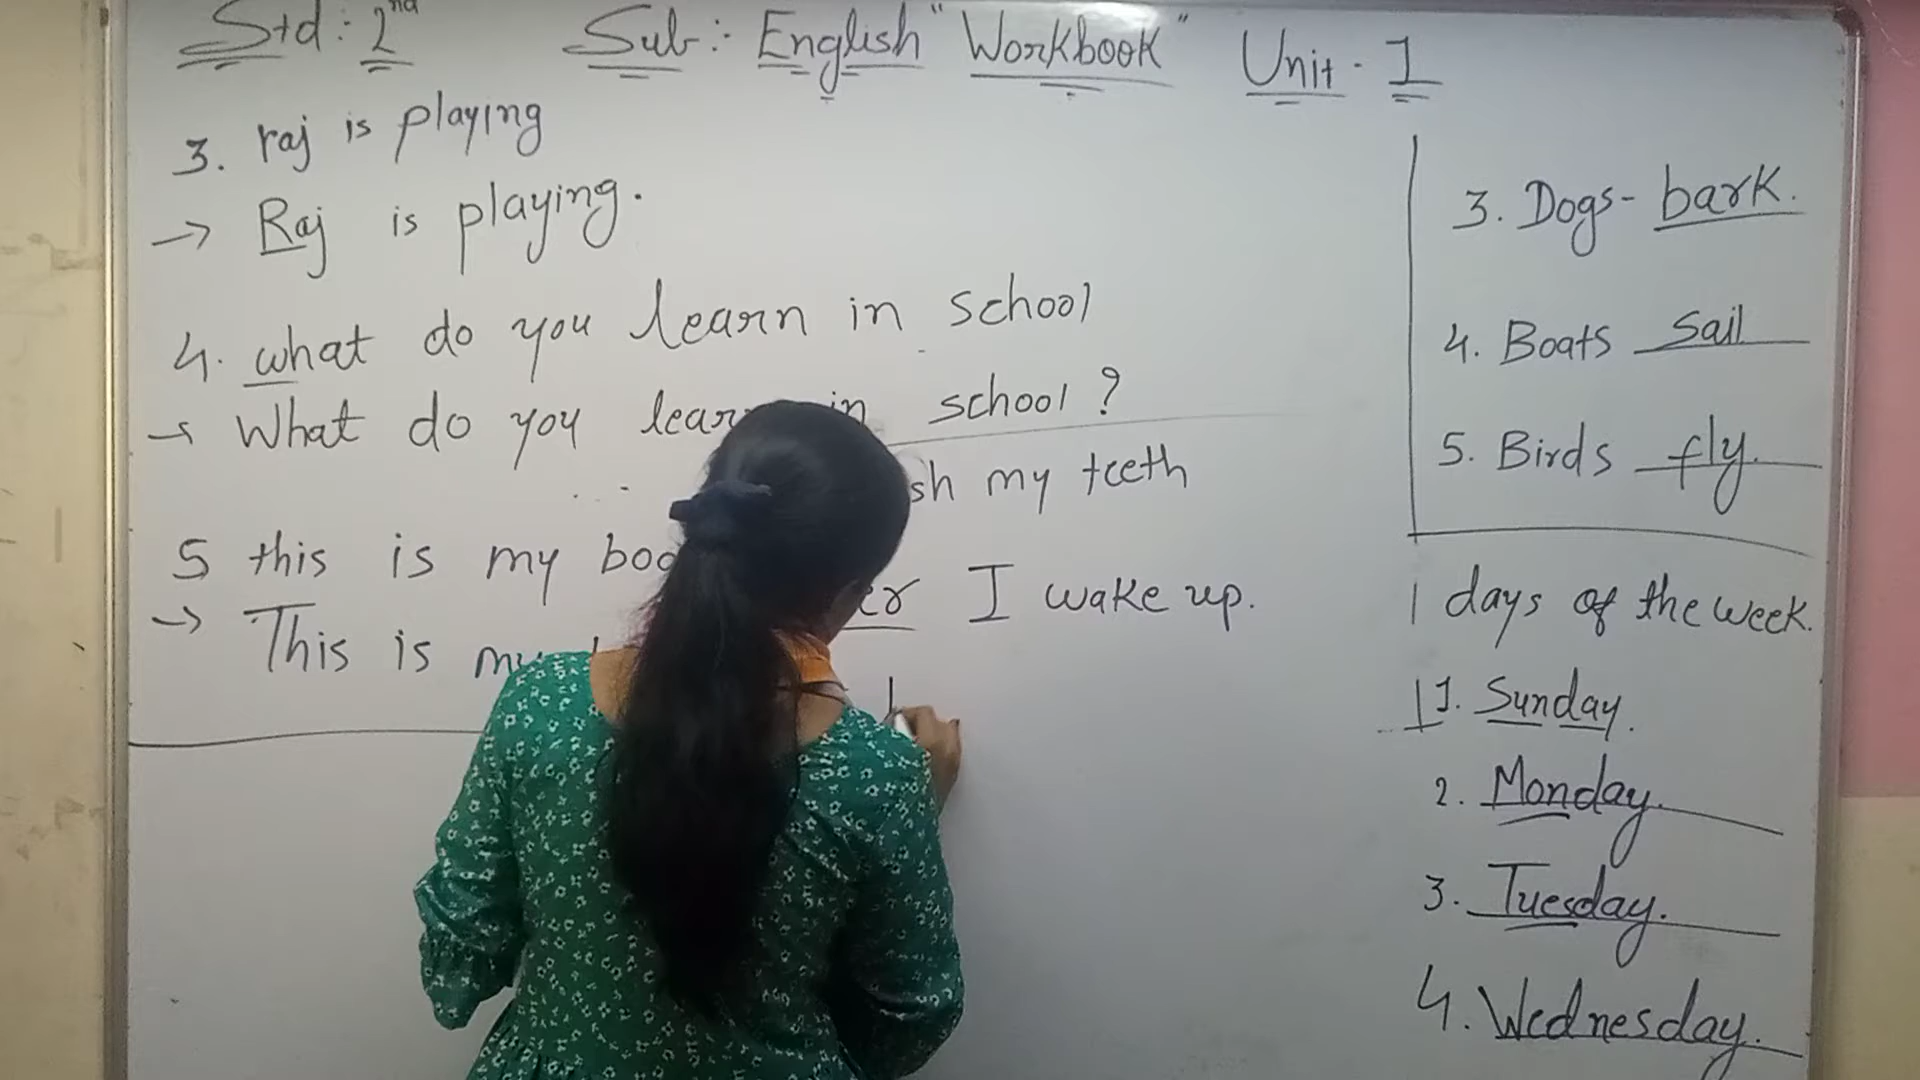 Std : 2nd Sub :- English "Workbook" Unit - 1
3. raj is playing
→ Raj is playing.
4. what do you learn in school
→ What do you in school ?
my teeth
5 this is my
I wake up.
→ This is my
3. Dogs- bark.
4. Boats sail
5. Birds fly.
days of the week.
1. Sunday.
2. Monday.
3. Tuesday.
4. Wednesday.